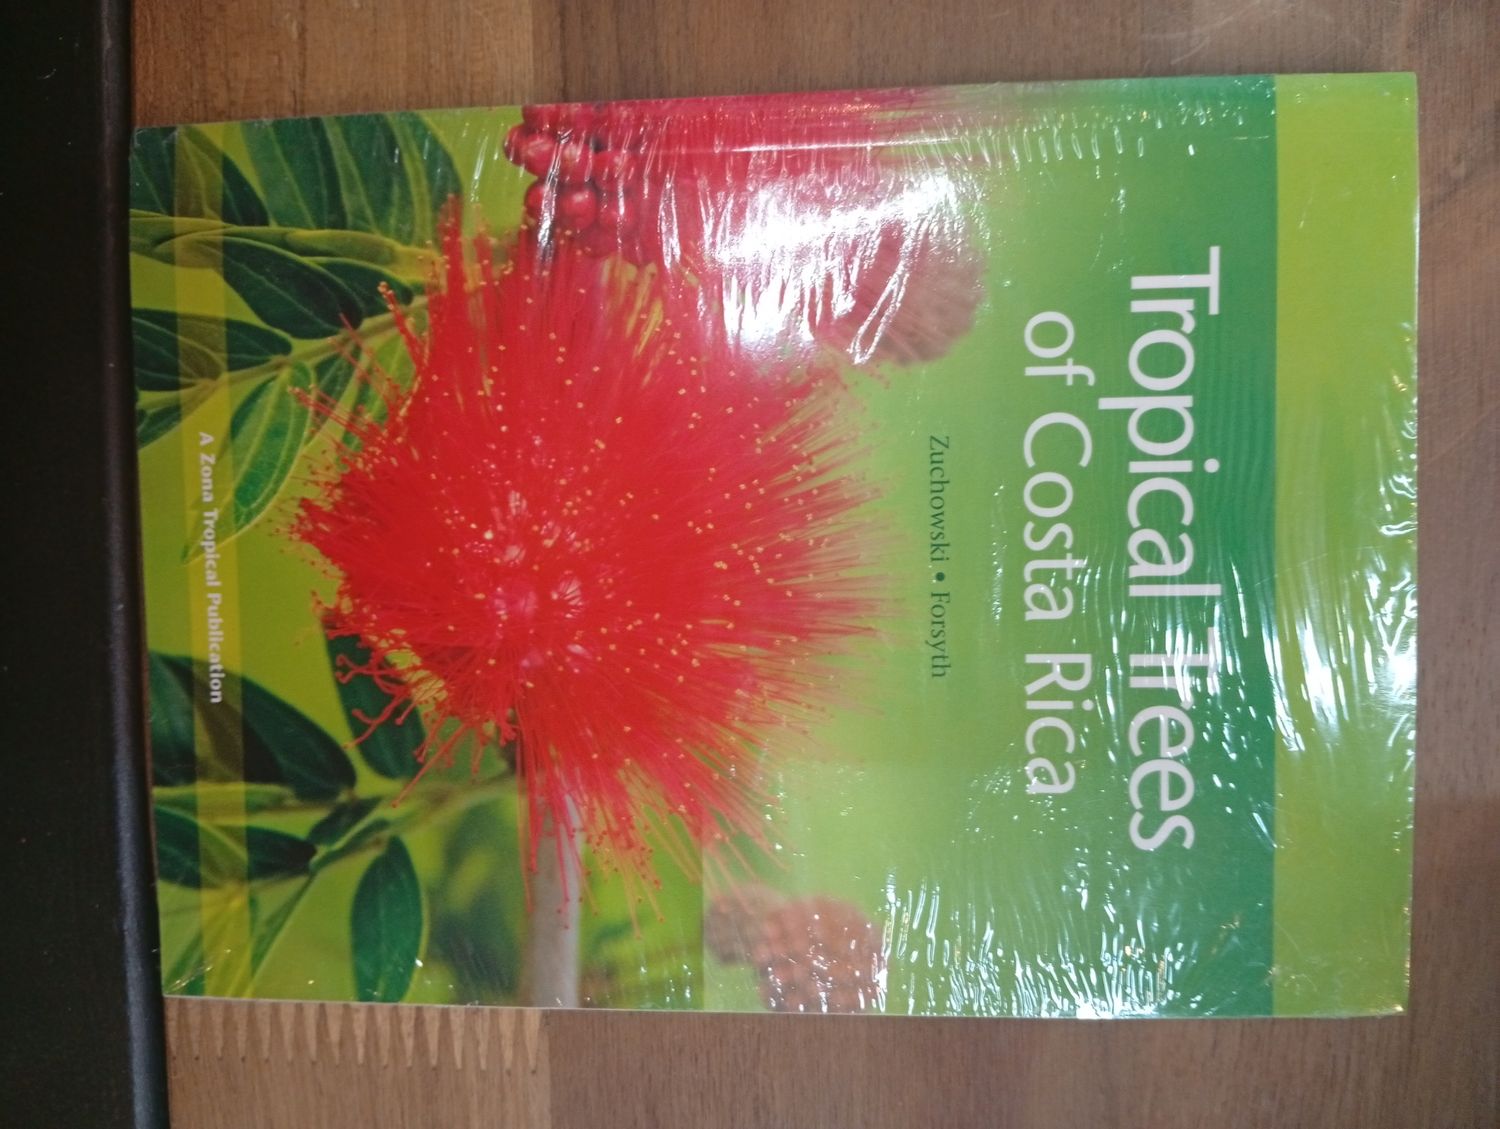 Tropical Trees
of Costa Rica
Zuchowski • Forsyth
A Zona Tropical Publication